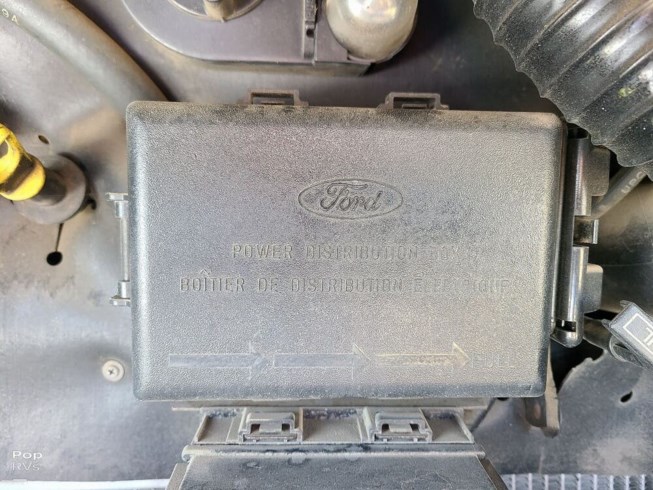 Ford
POWER DISTRIBUTION BOX
BOÎTIER DE DISTRIBUTION ÉLECTRIQUE
Pop
RVs